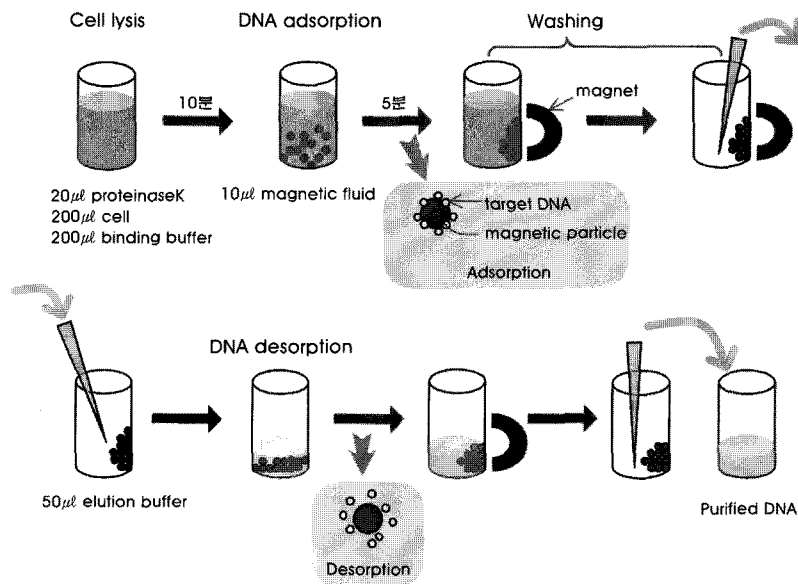 Cell lysis
DNA adsorption
Washing
10분
5분
magnet
20㎕ proteinaseK
200㎕ cell
200㎕ binding buffer
10㎕ magnetic fluid
target DNA
magnetic particle
Adsorption
DNA desorption
50㎕ elution buffer
Desorption
Purified DNA